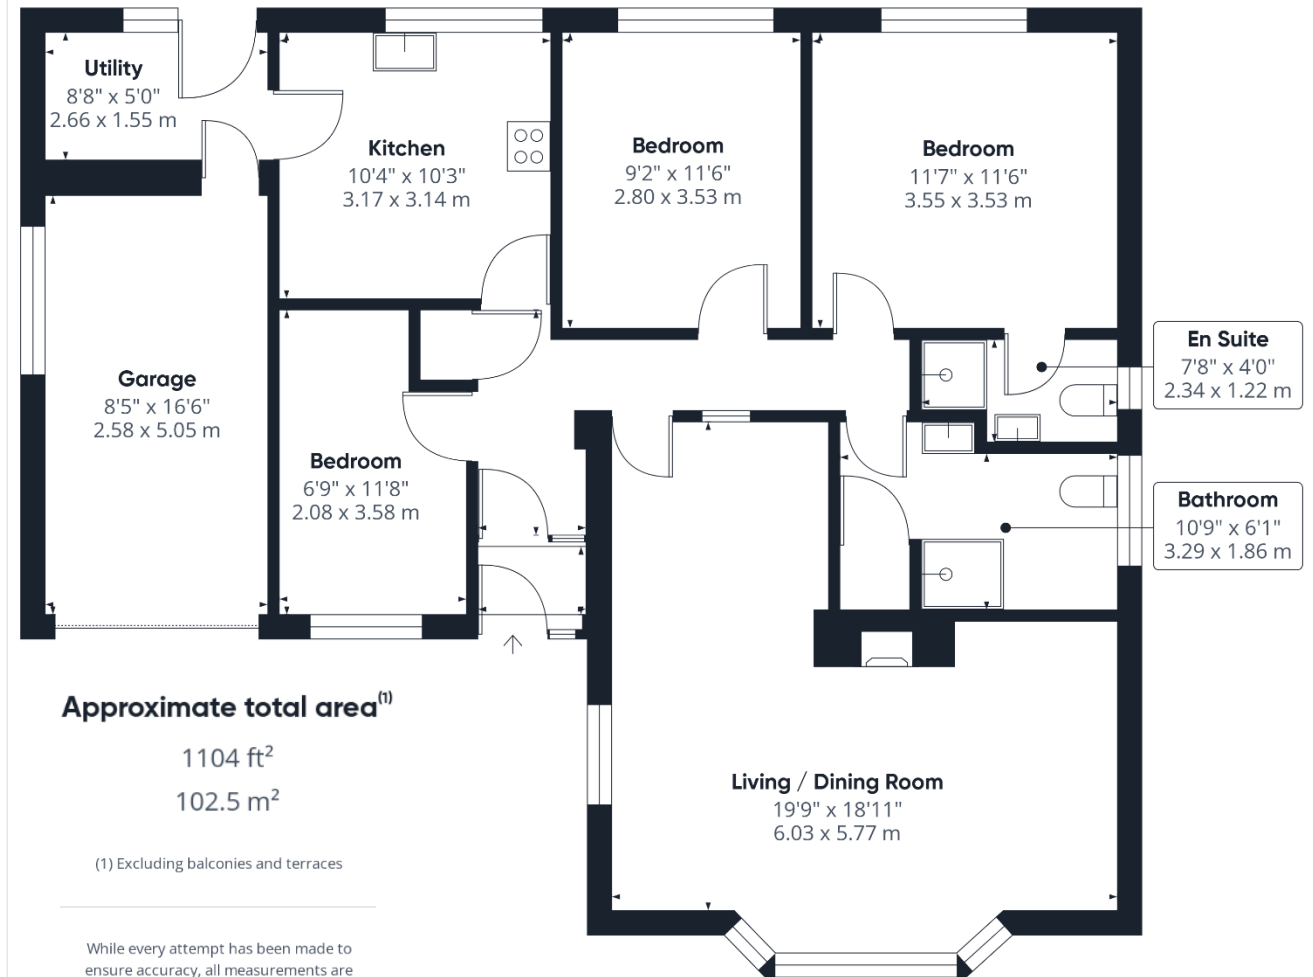 Utility
8'8" x 5'0"
2.66 x 1.55 m
Kitchen
10'4" x 10'3"
3.17 x 3.14 m
Bedroom
9'2" x 11'6"
2.80 x 3.53 m
Bedroom
11'7" x 11'6"
3.55 x 3.53 m
En Suite
7'8" x 4'0"
2.34 x 1.22 m
Garage
8'5" x 16'6"
2.58 x 5.05 m
Bedroom
6'9" x 11'8"
2.08 x 3.58 m
Bathroom
10'9" x 6'1"
3.29 x 1.86 m
Living / Dining Room
19'9" x 18'11"
6.03 x 5.77 m
Approximate total area(1)
1104 ft²
102.5 m²
(1) Excluding balconies and terraces
While every attempt has been made to
ensure accuracy, all measurements are